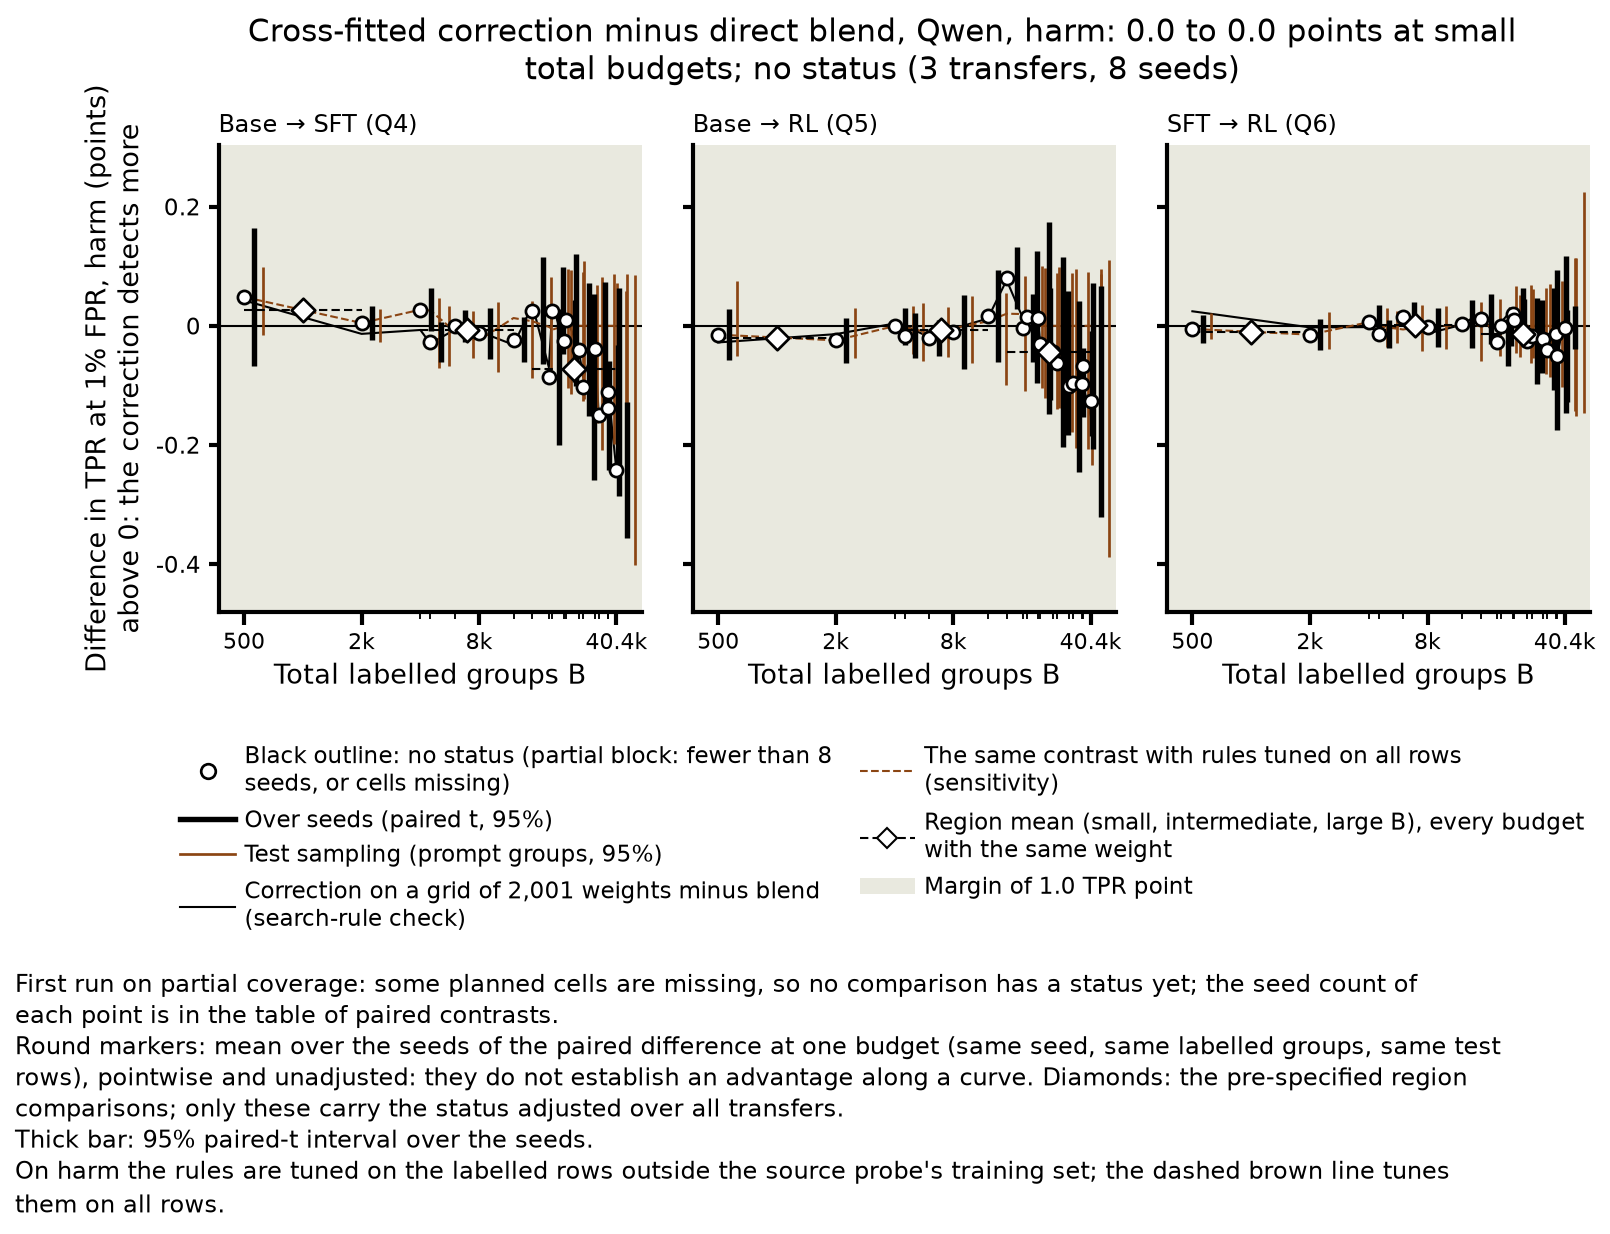 Cross-fitted correction minus direct blend, Qwen, harm: 0.0 to 0.0 points at small
total budgets; no status (3 transfers, 8 seeds)
Difference in TPR at 1% FPR, harm (points)
above 0: the correction detects more
Base → SFT (Q4)
Base → RL (Q5)
SFT → RL (Q6)
0.2
0
-0.2
-0.4
500 2k 8k 40.4k
500 2k 8k 40.4k
500 2k 8k 40.4k
Total labelled groups B
Total labelled groups B
Total labelled groups B
Black outline: no status (partial block: fewer than 8
seeds, or cells missing)
Over seeds (paired t, 95%)
Test sampling (prompt groups, 95%)
Correction on a grid of 2,001 weights minus blend
(search-rule check)
The same contrast with rules tuned on all rows
(sensitivity)
Region mean (small, intermediate, large B), every budget
with the same weight
Margin of 1.0 TPR point
First run on partial coverage: some planned cells are missing, so no comparison has a status yet; the seed count of
each point is in the table of paired contrasts.
Round markers: mean over the seeds of the paired difference at one budget (same seed, same labelled groups, same test
rows), pointwise and unadjusted: they do not establish an advantage along a curve. Diamonds: the pre-specified region
comparisons; only these carry the status adjusted over all transfers.
Thick bar: 95% paired-t interval over the seeds.
On harm the rules are tuned on the labelled rows outside the source probe's training set; the dashed brown line tunes
them on all rows.